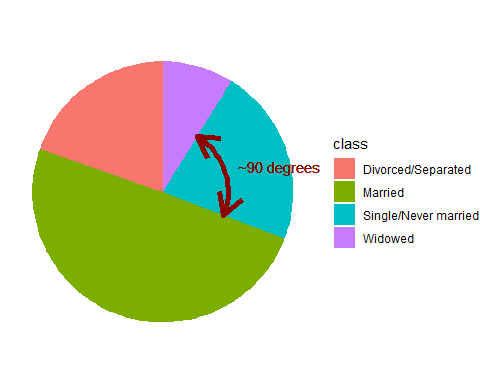 class
~90 degrees
Divorced/Separated
Married
Single/Never married
Widowed